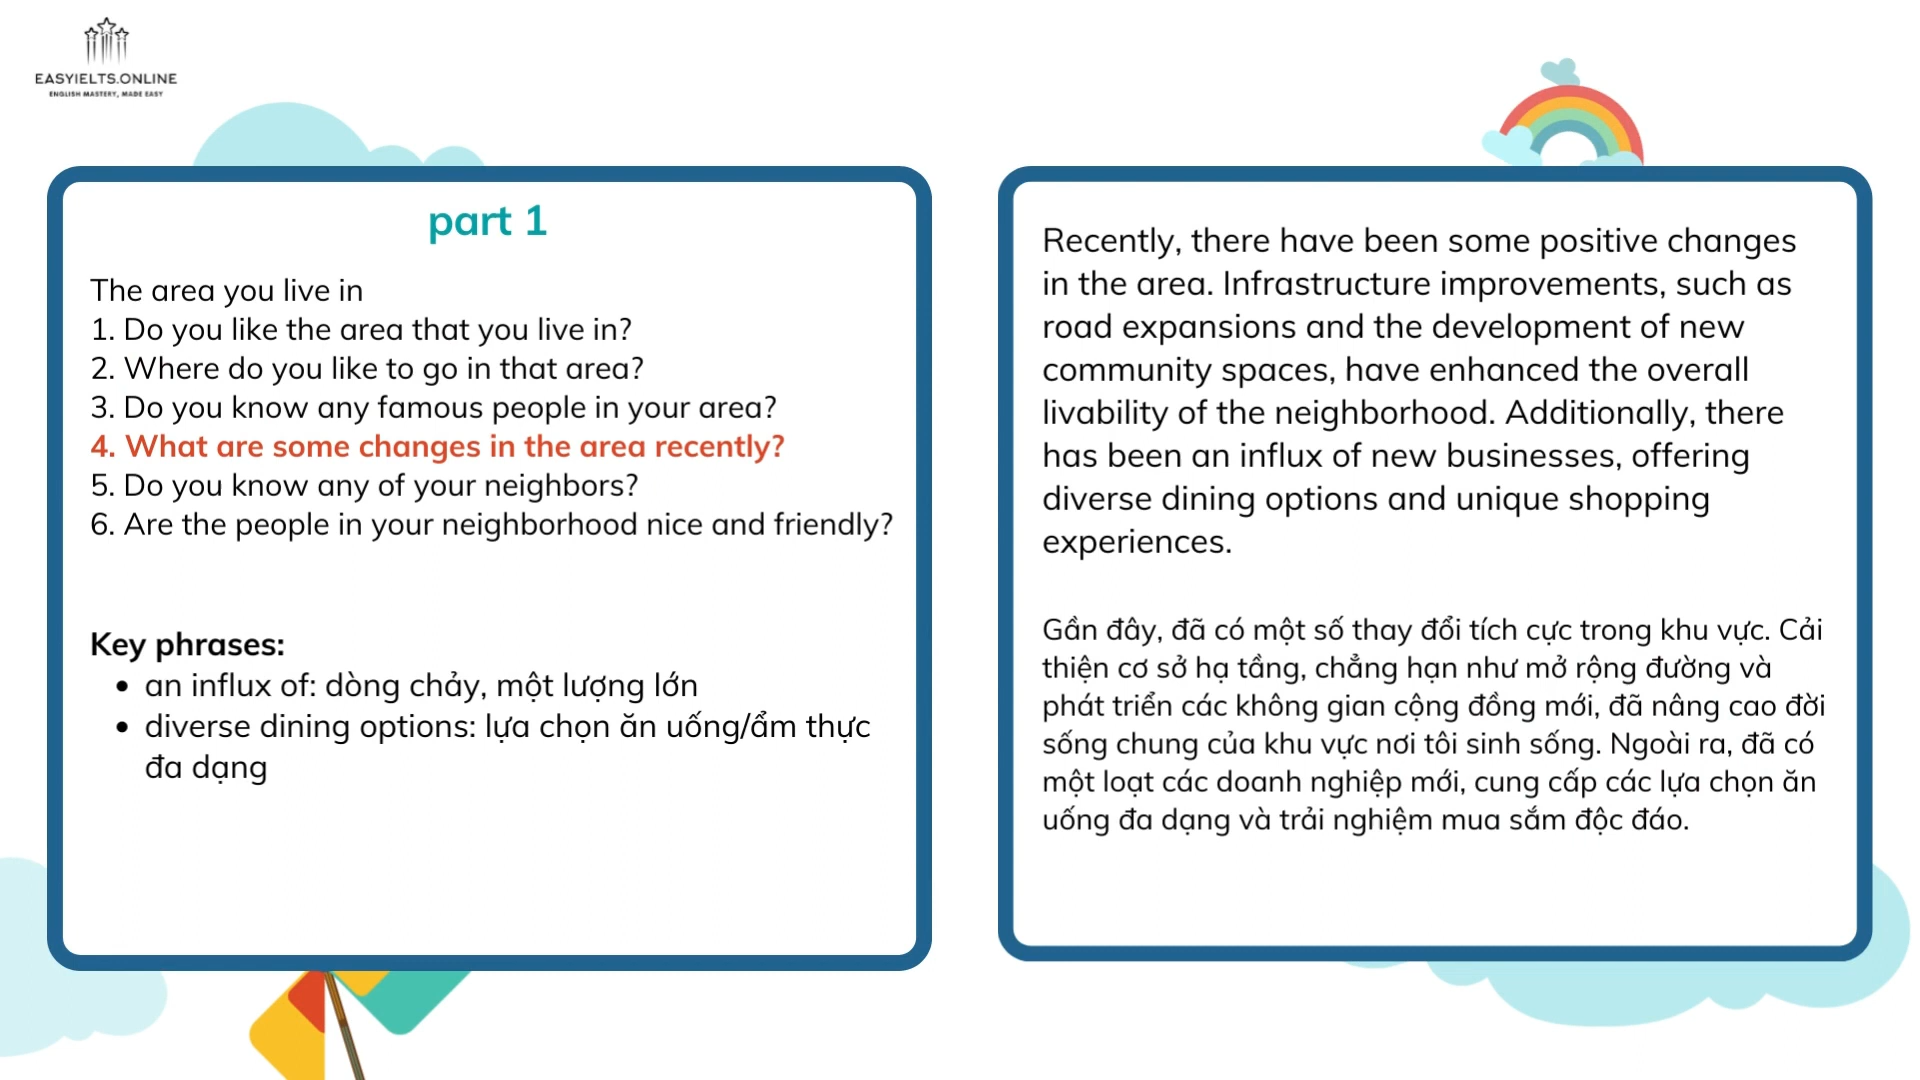 EASYIELTS.ONLINE
ENGLISH MASTERY, MADE EASY
part 1
The area you live in
1. Do you like the area that you live in?
2. Where do you like to go in that area?
3. Do you know any famous people in your area?
4. What are some changes in the area recently?
5. Do you know any of your neighbors?
6. Are the people in your neighborhood nice and friendly?
Key phrases:
• an influx of: dòng chảy, một lượng lớn
• diverse dining options: lựa chọn ăn uống/ẩm thực
đa dạng
Recently, there have been some positive changes
in the area. Infrastructure improvements, such as
road expansions and the development of new
community spaces, have enhanced the overall
livability of the neighborhood. Additionally, there
has been an influx of new businesses, offering
diverse dining options and unique shopping
experiences.
Gần đây, đã có một số thay đổi tích cực trong khu vực. Cải
thiện cơ sở hạ tầng, chẳng hạn như mở rộng đường và
phát triển các không gian cộng đồng mới, đã nâng cao đời
sống chung của khu vực nơi tôi sinh sống. Ngoài ra, đã có
một loạt các doanh nghiệp mới, cung cấp các lựa chọn ăn
uống đa dạng và trải nghiệm mua sắm độc đáo.